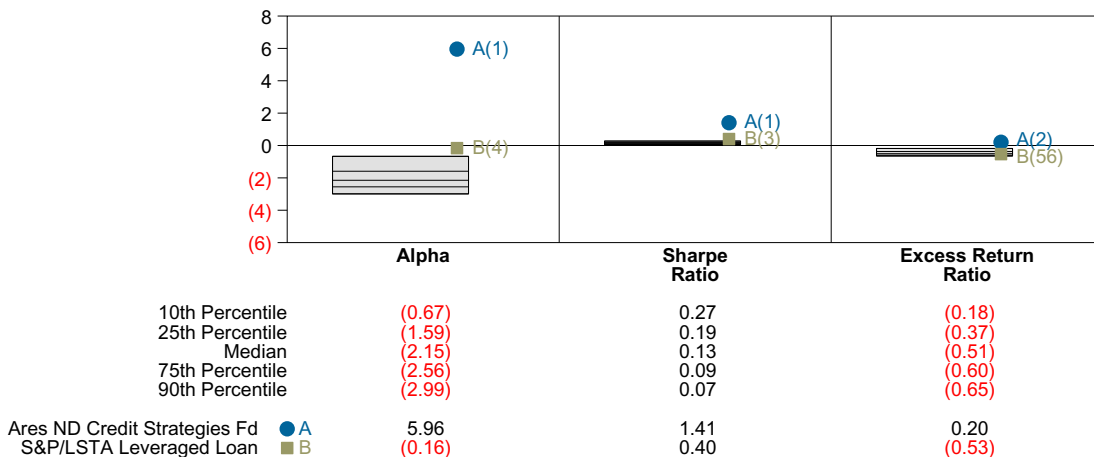 8
6
4
2
0
(2)
(4)
(6)
A(1)
B(4)
A(1)
B(3)
A(2)
B(56)
Alpha
Sharpe
Ratio
Excess Return
Ratio
10th Percentile (0.67) 0.27 (0.18)
25th Percentile (1.59) 0.19 (0.37)
Median (2.15) 0.13 (0.51)
75th Percentile (2.56) 0.09 (0.60)
90th Percentile (2.99) 0.07 (0.65)
Ares ND Credit Strategies Fd A 5.96 1.41 0.20
S&P/LSTA Leveraged Loan B (0.16) 0.40 (0.53)